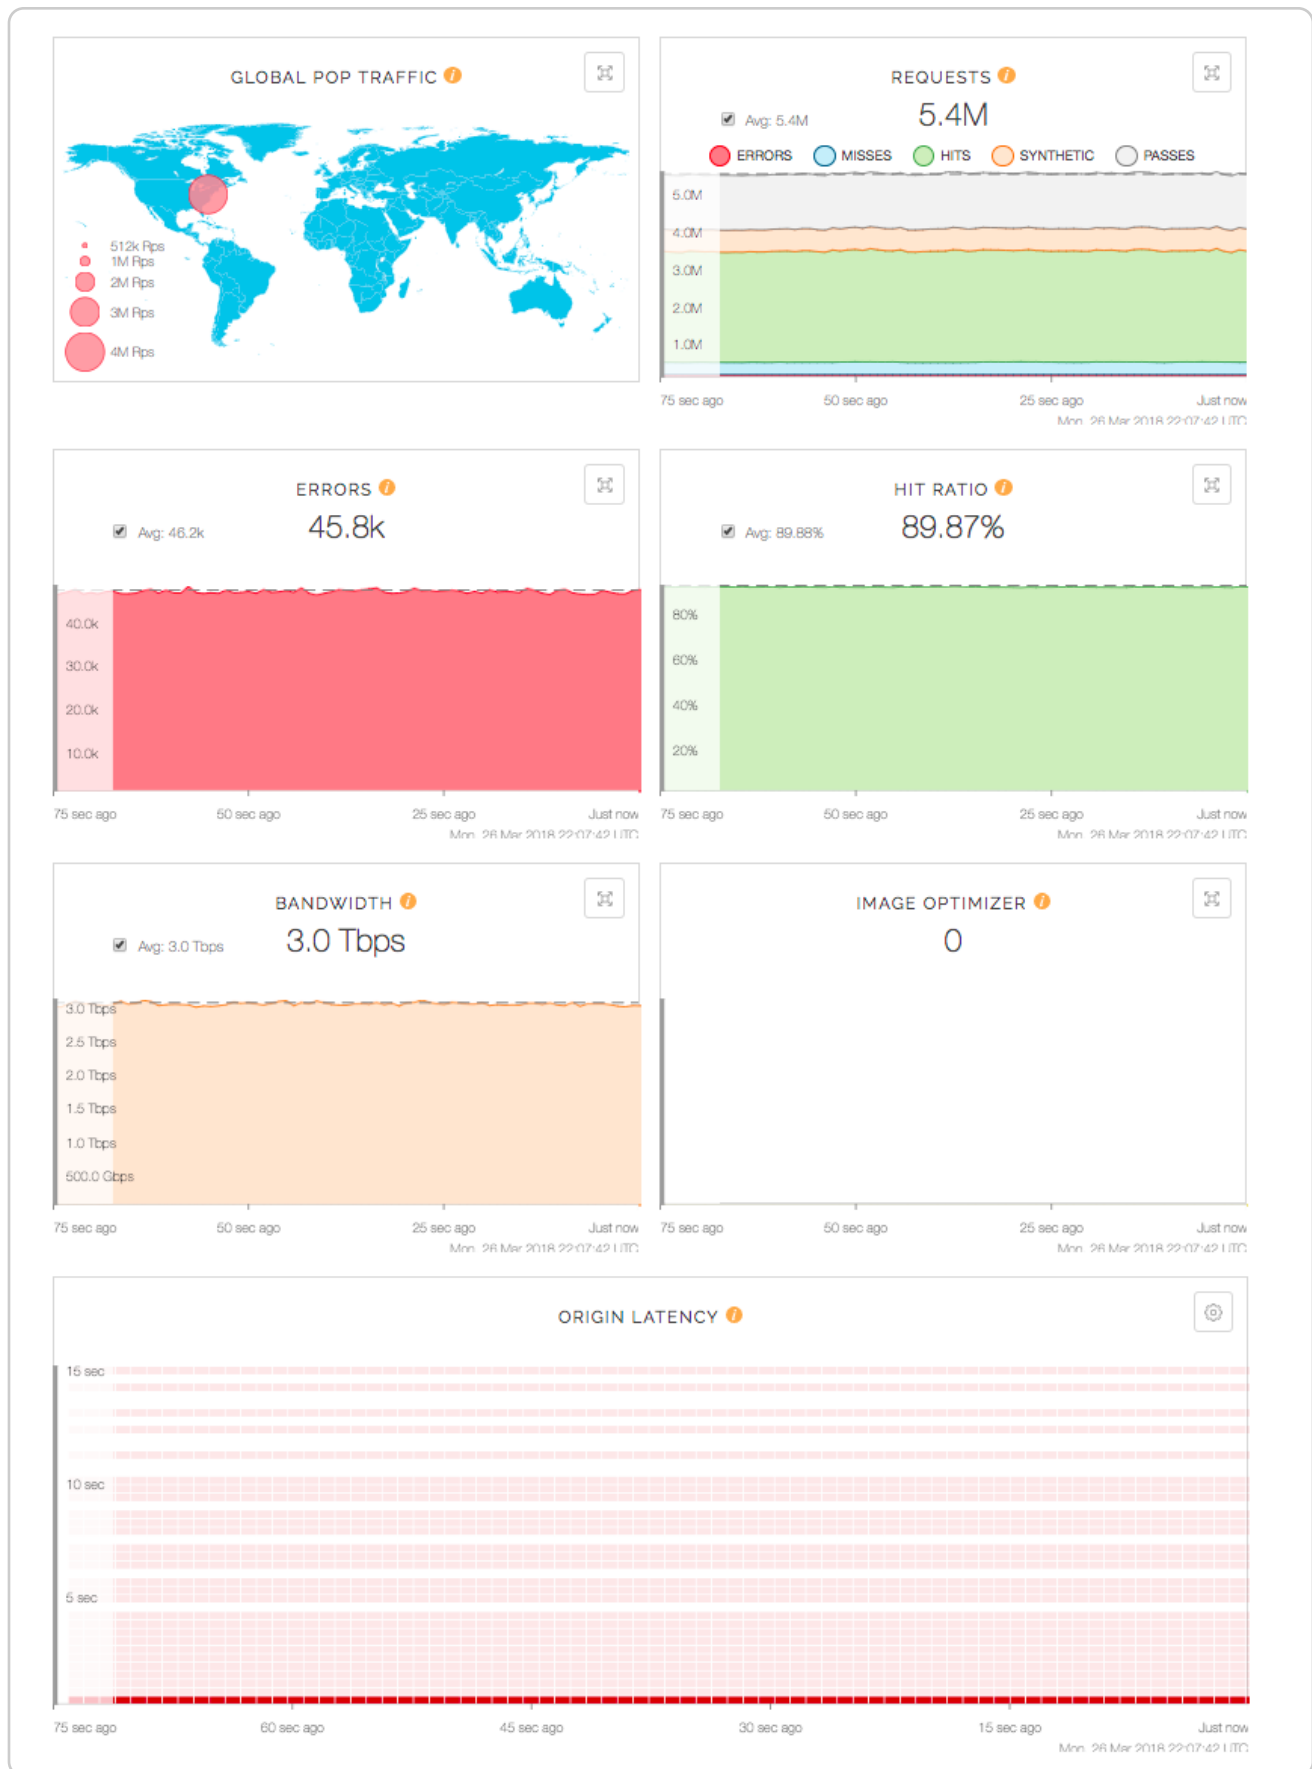 GLOBAL POP TRAFFIC i
512k Rps
1M Rps
2M Rps
3M Rps
4M Rps
REQUESTS i
Avg: 5.4M 5.4M
ERRORS MISSES HITS SYNTHETIC PASSES
5.0M
4.0M
3.0M
2.0M
1.0M
75 sec ago 50 sec ago 25 sec ago Just now
Mon, 26 Mar 2018 22:07:42 UTC
ERRORS i
Avg: 46.2k 45.8k
40.0k
30.0k
20.0k
10.0k
75 sec ago 50 sec ago 25 sec ago Just now
Mon, 26 Mar 2018 22:07:42 UTC
HIT RATIO i
Avg: 89.88% 89.87%
80%
60%
40%
20%
75 sec ago 50 sec ago 25 sec ago Just now
Mon, 26 Mar 2018 22:07:42 UTC
BANDWIDTH i
Avg: 3.0 Tbps 3.0 Tbps
3.0 Tbps
2.5 Tbps
2.0 Tbps
1.5 Tbps
1.0 Tbps
500.0 Gbps
75 sec ago 50 sec ago 25 sec ago Just now
Mon, 26 Mar 2018 22:07:42 UTC
IMAGE OPTIMIZER i
0
75 sec ago 50 sec ago 25 sec ago Just now
Mon, 26 Mar 2018 22:07:42 UTC
ORIGIN LATENCY i
15 sec
10 sec
5 sec
75 sec ago 60 sec ago 45 sec ago 30 sec ago 15 sec ago Just now
Mon, 26 Mar 2018 22:07:42 UTC